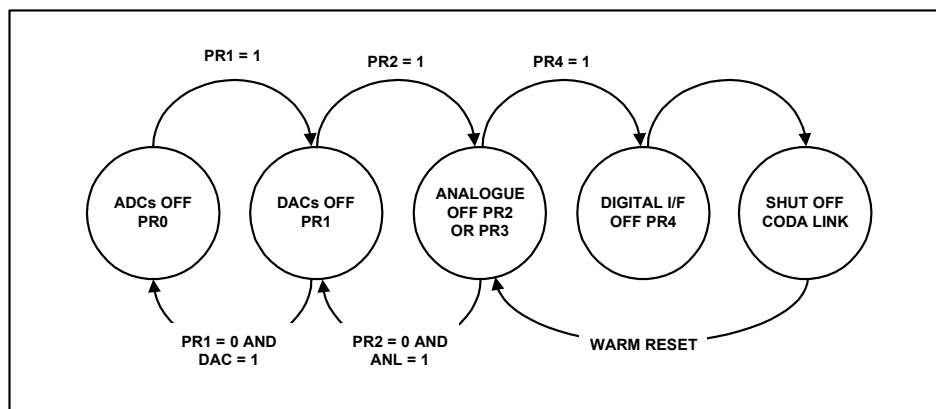 PR1 = 1
PR2 = 1
PR4 = 1
ADCs OFF
PR0
DACs OFF
PR1
ANALOGUE
OFF PR2
OR PR3
DIGITAL I/F
OFF PR4
SHUT OFF
CODA LINK
PR1 = 0 AND
DAC = 1
PR2 = 0 AND
ANL = 1
WARM RESET